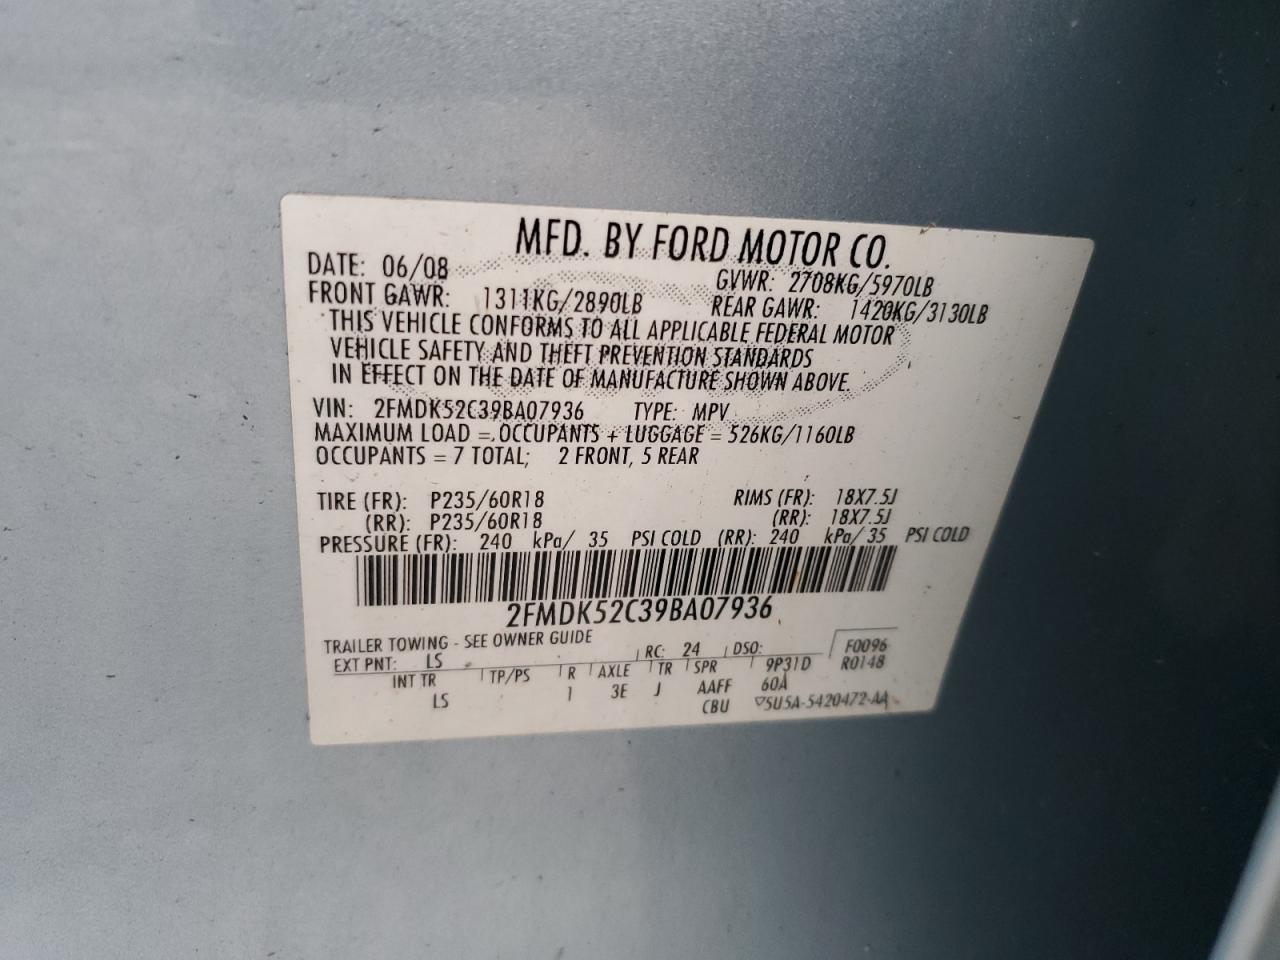 MFD. BY FORD MOTOR CO.
DATE: 06/08 GVWR: 2708KG/5970LB
FRONT GAWR: 1311KG/2890LB REAR GAWR: 1420KG/3130LB
THIS VEHICLE CONFORMS TO ALL APPLICABLE FEDERAL MOTOR
VEHICLE SAFETY AND THEFT PREVENTION STANDARDS
IN EFFECT ON THE DATE OF MANUFACTURE SHOWN ABOVE.
VIN: 2FMDK52C39BA07936 TYPE: MPV
MAXIMUM LOAD = OCCUPANTS + LUGGAGE = 526KG/1160LB
OCCUPANTS = 7 TOTAL; 2 FRONT, 5 REAR
TIRE (FR): P235/60R18 RIMS (FR): 18X7.5J
(RR): P235/60R18 (RR): 18X7.5J
PRESSURE (FR): 240 kPa/ 35 PSI COLD (RR): 240 kPa/ 35 PSI COLD
2FMDK52C39BA07936
TRAILER TOWING - SEE OWNER GUIDE
EXT PNT: LS RC: 24 DSO: F0096
INT TR TP/PS R AXLE TR SPR 9P31D R0148
LS 1 3E J AAFF 60A
CBU ▽5U5A-5420472-AA